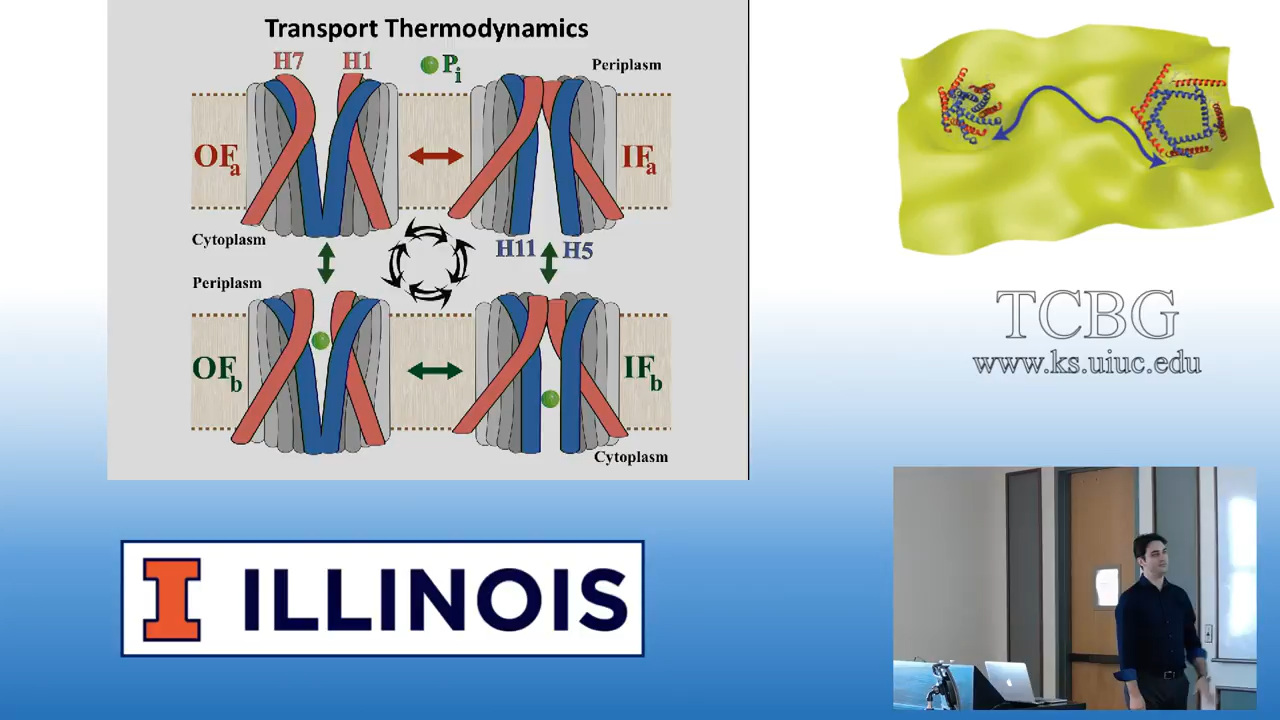 Transport Thermodynamics
H7 H1 Pi Periplasm
OFa IFa
Cytoplasm H11 H5
Periplasm
OFb IFb
Cytoplasm
TCBG
www.ks.uiuc.edu
I ILLINOIS